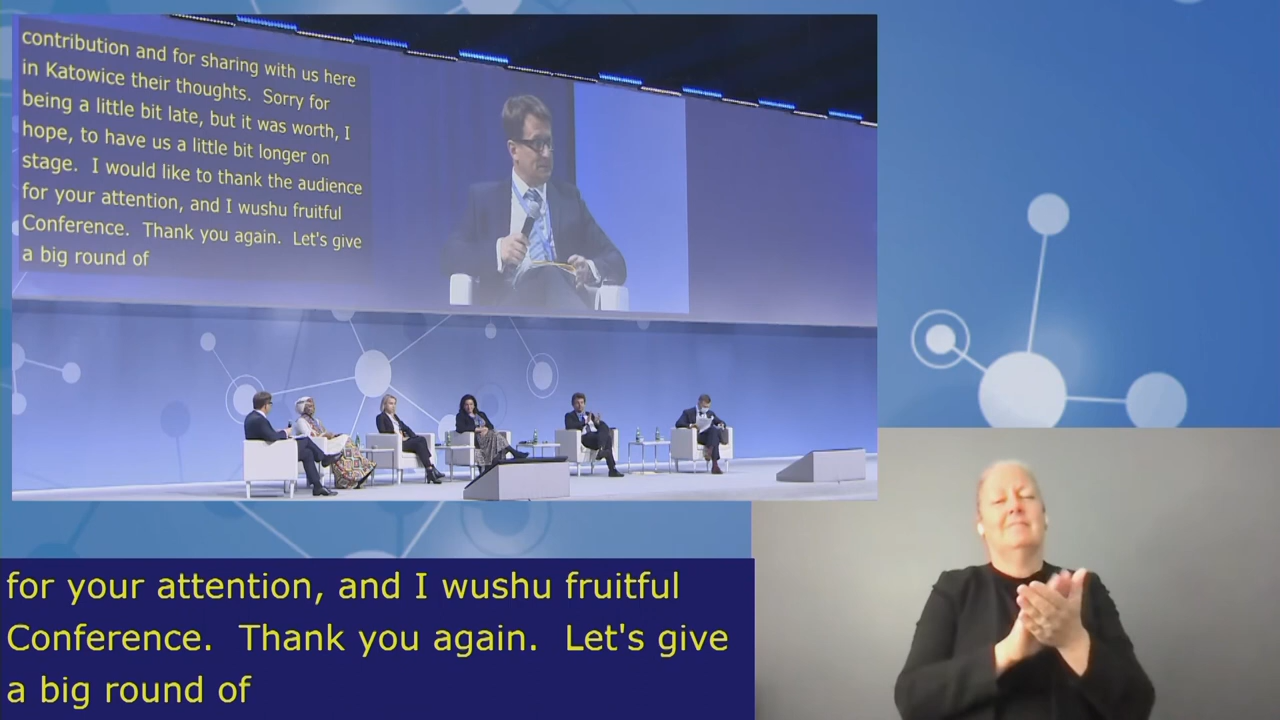 contribution and for sharing with us here
in Katowice their thoughts.  Sorry for
being a little bit late, but it was worth, I
hope, to have us a little bit longer on
stage.  I would like to thank the audience
for your attention, and I wushu fruitful
Conference.  Thank you again.  Let's give
a big round of
for your attention, and I wushu fruitful
Conference.  Thank you again.  Let's give
a big round of